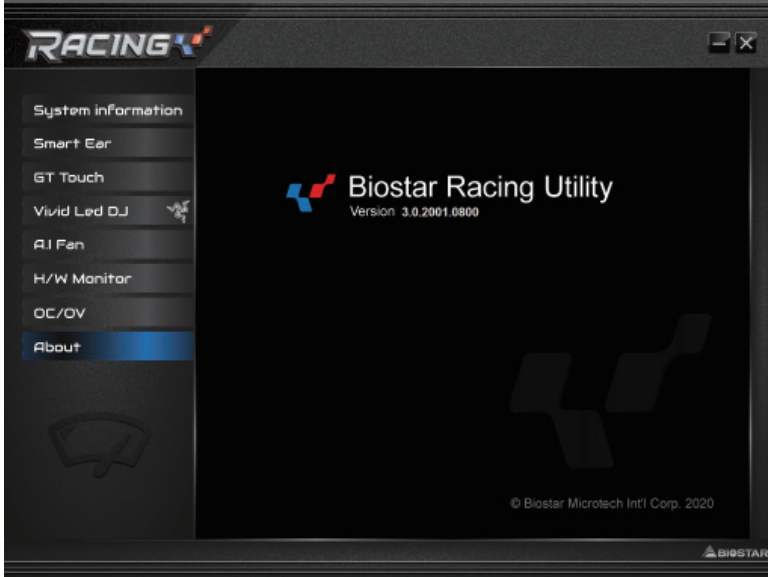 RACING
System information
Smart Ear
GT Touch
Vivid Led DJ
A.I Fan
H/W Monitor
OC/OV
About
Biostar Racing Utility
Version 3.0.2001.0800
© Biostar Microtech Int'l Corp. 2020
BIOSTAR